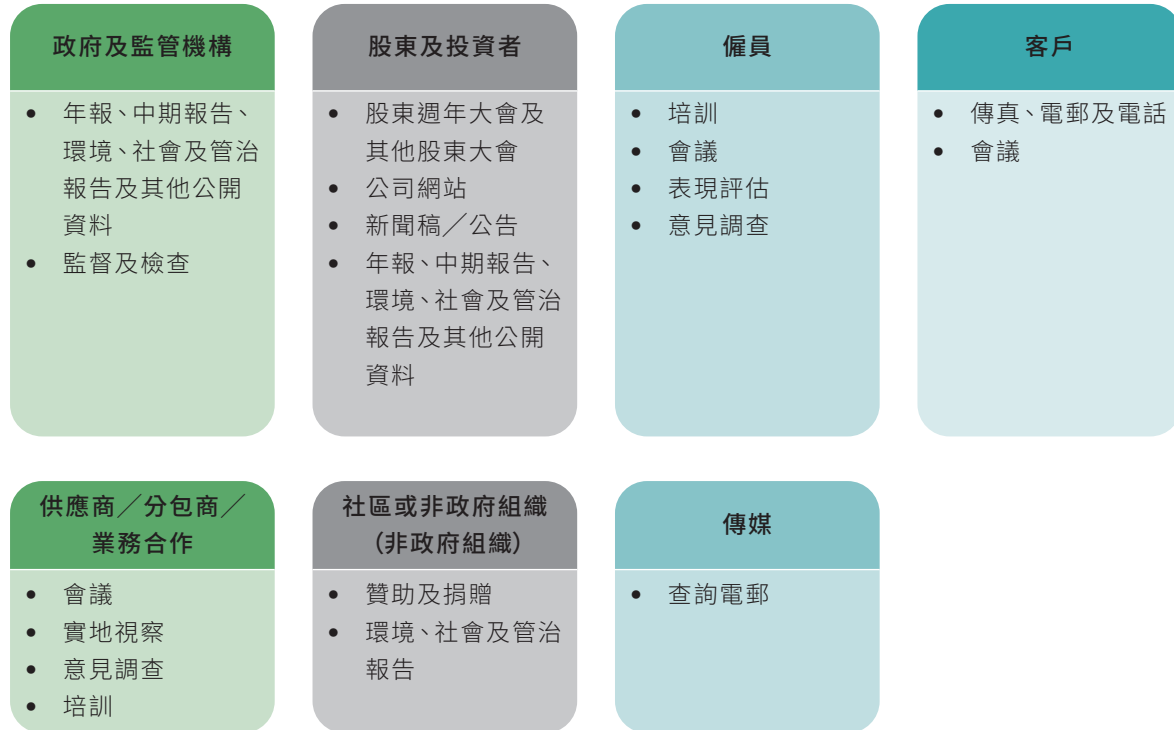 政府及監管機構
• 年報、中期報告、
環境、社會及管治
報告及其他公開
資料
• 監督及檢查
股東及投資者
• 股東週年大會及
其他股東大會
• 公司網站
• 新聞稿／公告
• 年報、中期報告、
環境、社會及管治
報告及其他公開
資料
僱員
• 培訓
• 會議
• 表現評估
• 意見調查
客戶
• 傳真、電郵及電話
• 會議
供應商／分包商／
業務合作
• 會議
• 實地視察
• 意見調查
• 培訓
社區或非政府組織
（非政府組織）
• 贊助及捐贈
• 環境、社會及管治
報告
傳媒
• 查詢電郵